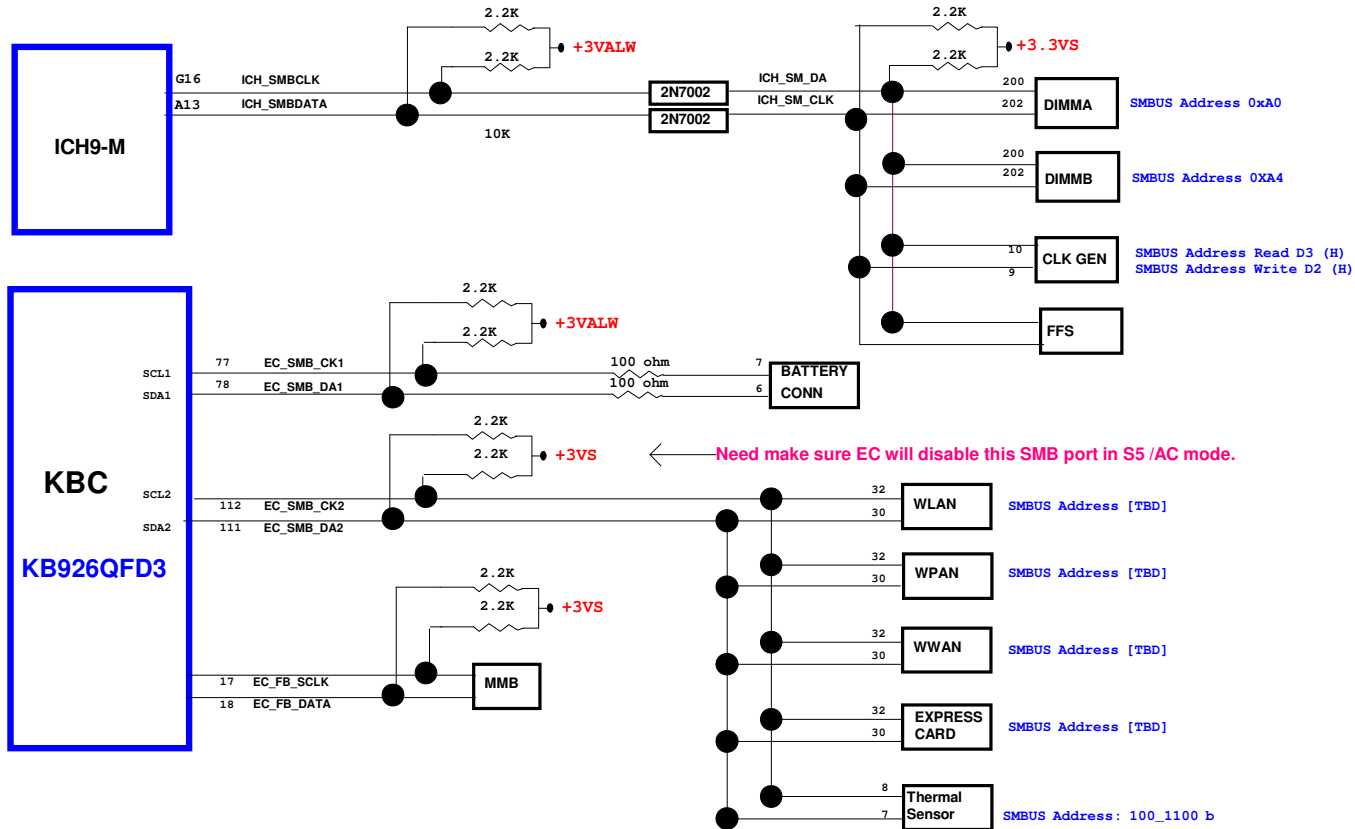 2.2K
2.2K
+3VALW
2.2K
2.2K
+3.3VS
ICH9-M
G16
ICH_SMBCLK
A13
ICH_SMBDATA
10K
2N7002
2N7002
ICH_SM_DA
ICH_SM_CLK
200
202
DIMMA
SMBUS Address 0xA0
200
202
DIMMB
SMBUS Address 0XA4
10
9
CLK GEN
SMBUS Address Read D3 (H)
SMBUS Address Write D2 (H)
FFS
KBC
KB926QFD3
2.2K
2.2K
+3VALW
SCL1
77
EC_SMB_CK1
SDA1
78
EC_SMB_DA1
100 ohm
100 ohm
7
6
BATTERY
CONN
2.2K
2.2K
+3VS
Need make sure EC will disable this SMB port in S5 /AC mode.
SCL2
112
EC_SMB_CK2
SDA2
111
EC_SMB_DA2
32
30
WLAN
SMBUS Address [TBD]
32
30
WPAN
SMBUS Address [TBD]
2.2K
2.2K
+3VS
17
EC_FB_SCLK
18
EC_FB_DATA
MMB
32
30
WWAN
SMBUS Address [TBD]
32
30
EXPRESS
CARD
SMBUS Address [TBD]
8
7
Thermal
Sensor
SMBUS Address: 100_1100 b